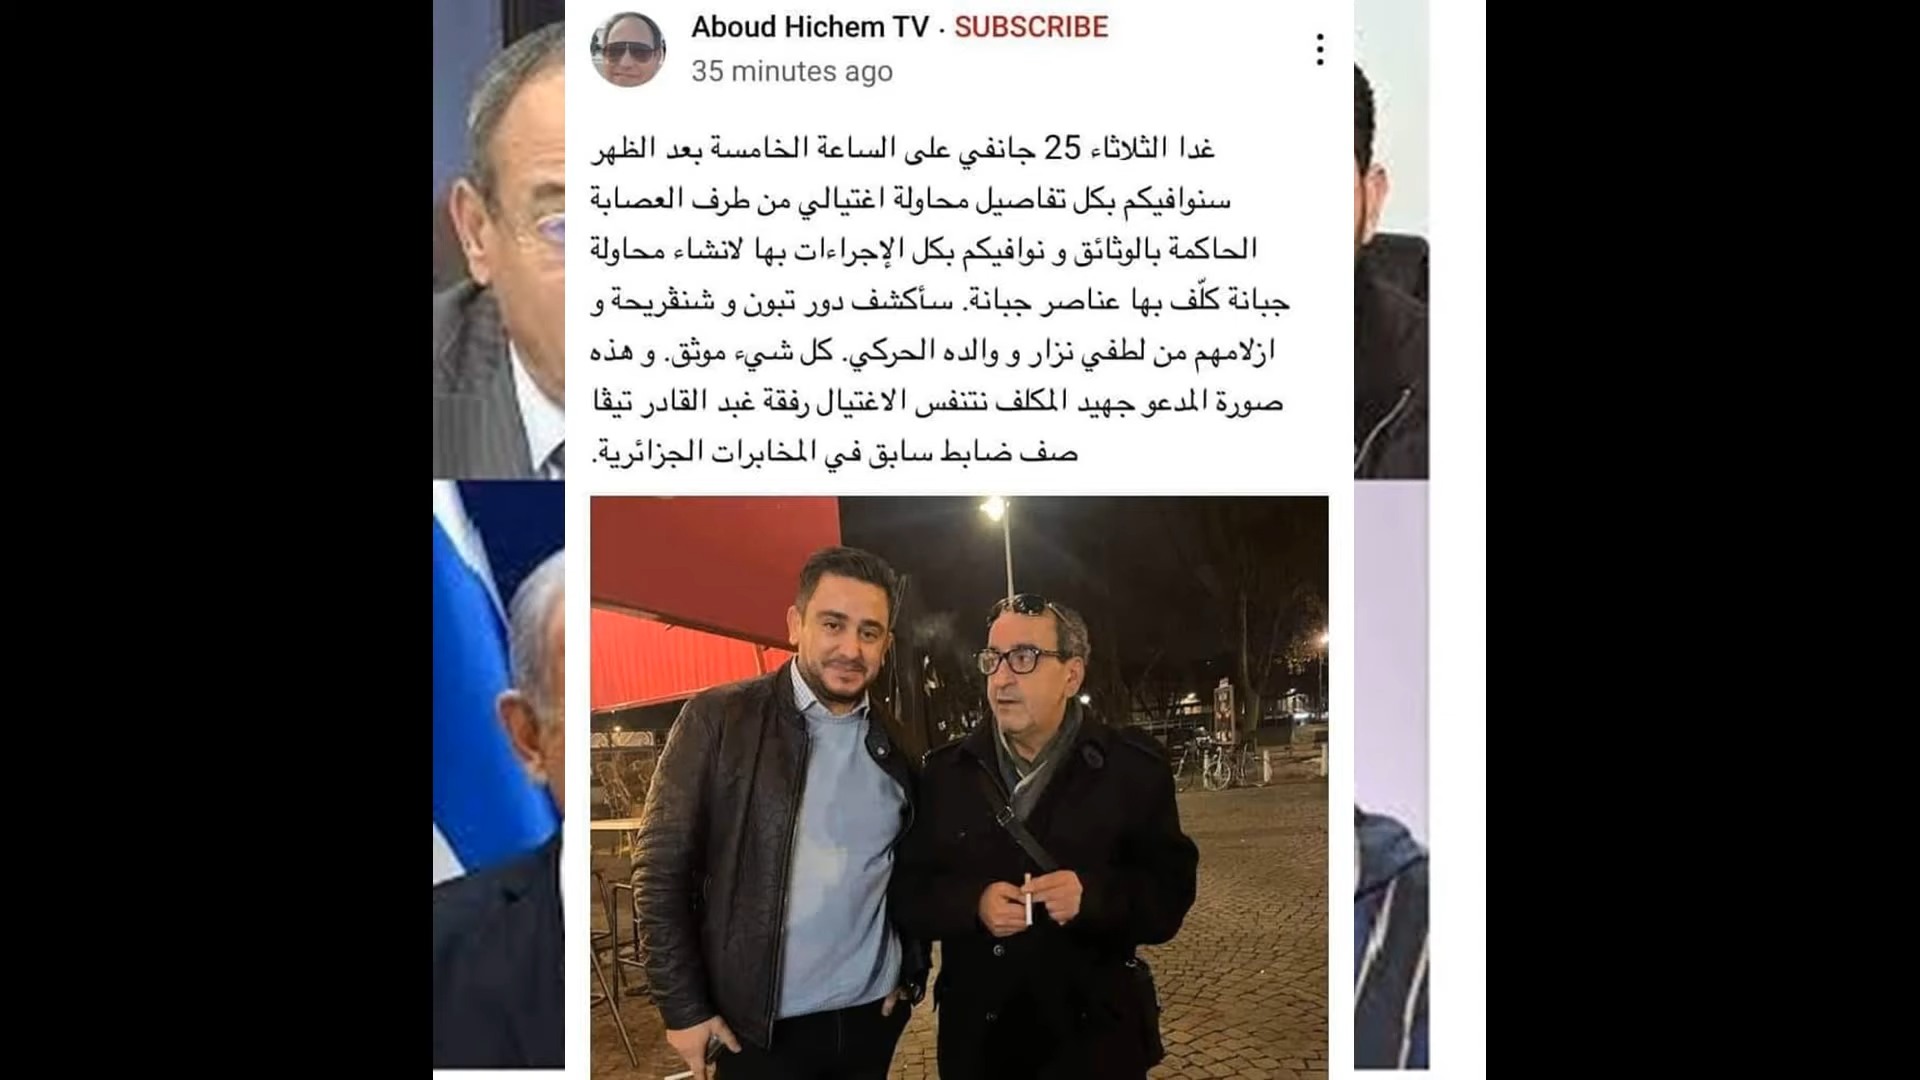 Aboud Hichem TV · SUBSCRIBE
35 minutes ago
غدا الثلاثاء 25 جانفي على الساعة الخامسة بعد الظهر
سنوافيكم بكل تفاصيل محاولة اغتيالي من طرف العصابة
الحاكمة بالوثائق و نوافيكم بكل الإجراءات بها لانشاء محاولة
جبانة كلّف بها عناصر جبانة. سأكشف دور تبون و شنڤريحة و
ازلامهم من لطفي نزار و والده الحركي. كل شيء موثق. و هذه
صورة المدعو جهيد المكلف نتنفس الاغتيال رفقة غبد القادر تيڤا
صف ضابط سابق في المخابرات الجزائرية.